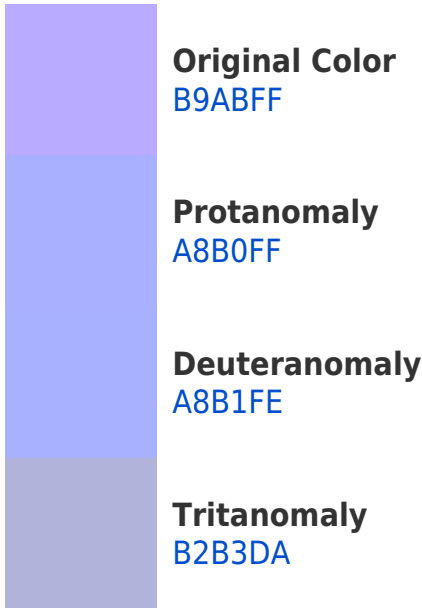 Original Color
B9ABFF
Protanomaly
A8B0FF
Deuteranomaly
A8B1FE
Tritanomaly
B2B3DA